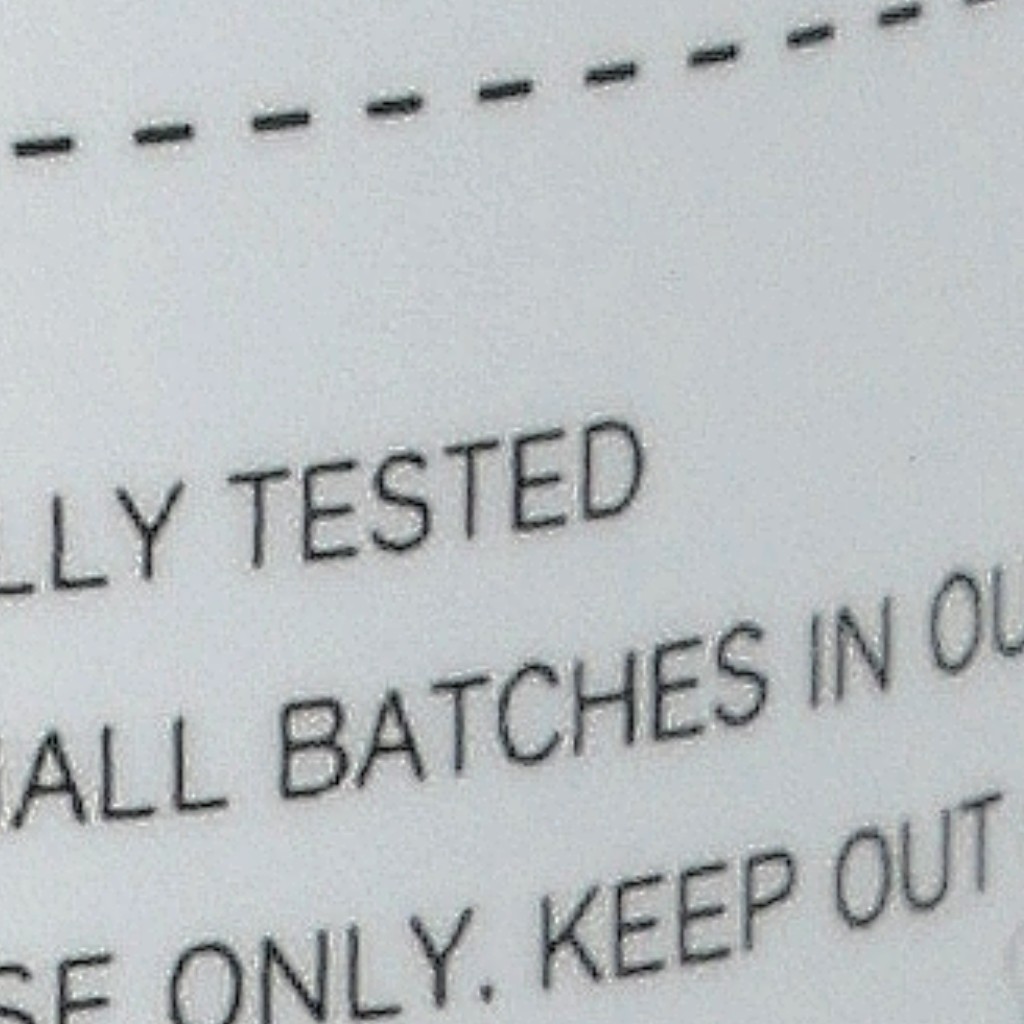 LLY TESTED
ALL BATCHES IN OU
SE ONLY. KEEP OUT